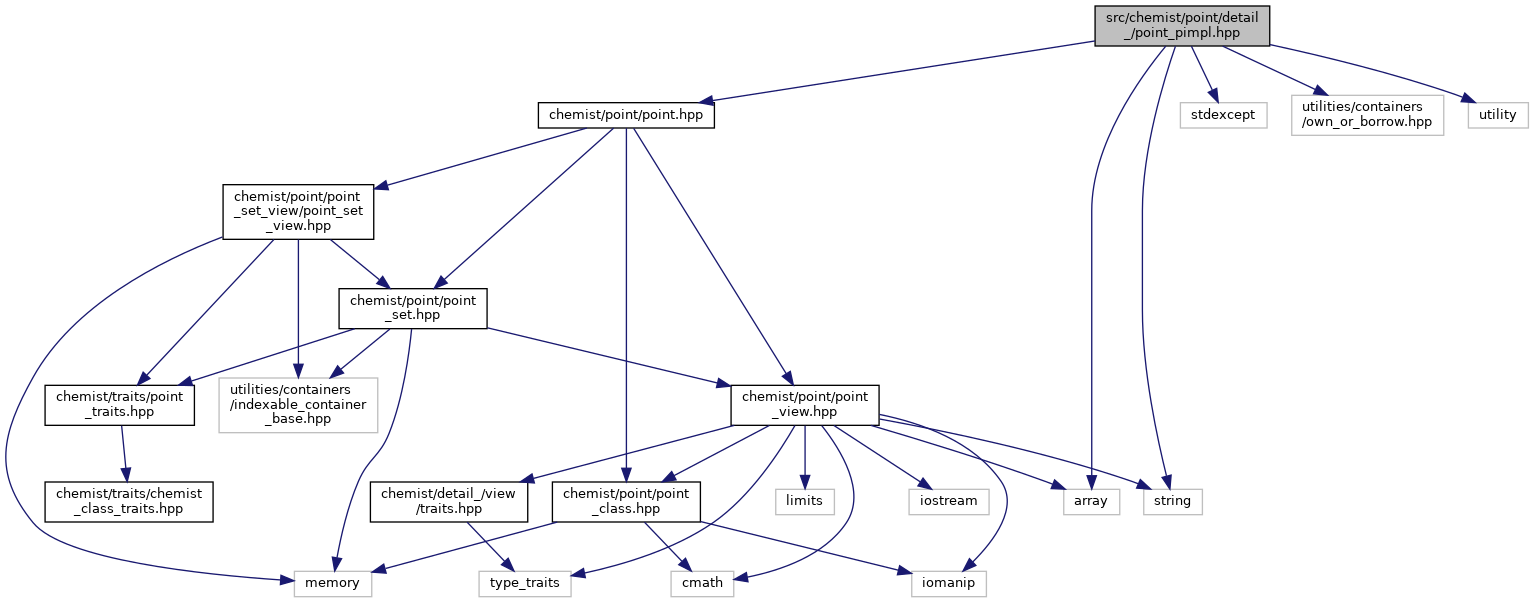 src/chemist/point/detail
_/point_pimpl.hpp
chemist/point/point.hpp
stdexcept
utilities/containers
/own_or_borrow.hpp
utility
chemist/point/point
_set_view/point_set
_view.hpp
chemist/point/point
_set.hpp
chemist/traits/point
_traits.hpp
utilities/containers
/indexable_container
_base.hpp
chemist/point/point
_view.hpp
chemist/traits/chemist
_class_traits.hpp
chemist/detail_/view
/traits.hpp
chemist/point/point
_class.hpp
limits
iostream
array
string
memory
type_traits
cmath
iomanip